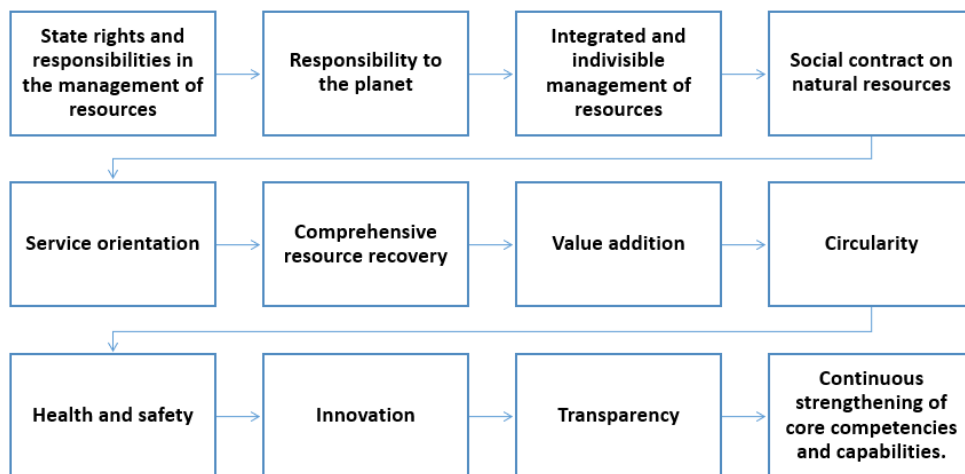 State rights and
responsibilities in
the management of
resources
Responsibility to
the planet
Integrated and
indivisible
management of
resources
Social contract on
natural resources
Service orientation
Comprehensive
resource recovery
Value addition
Circularity
Health and safety
Innovation
Transparency
Continuous
strengthening of
core competencies
and capabilities.